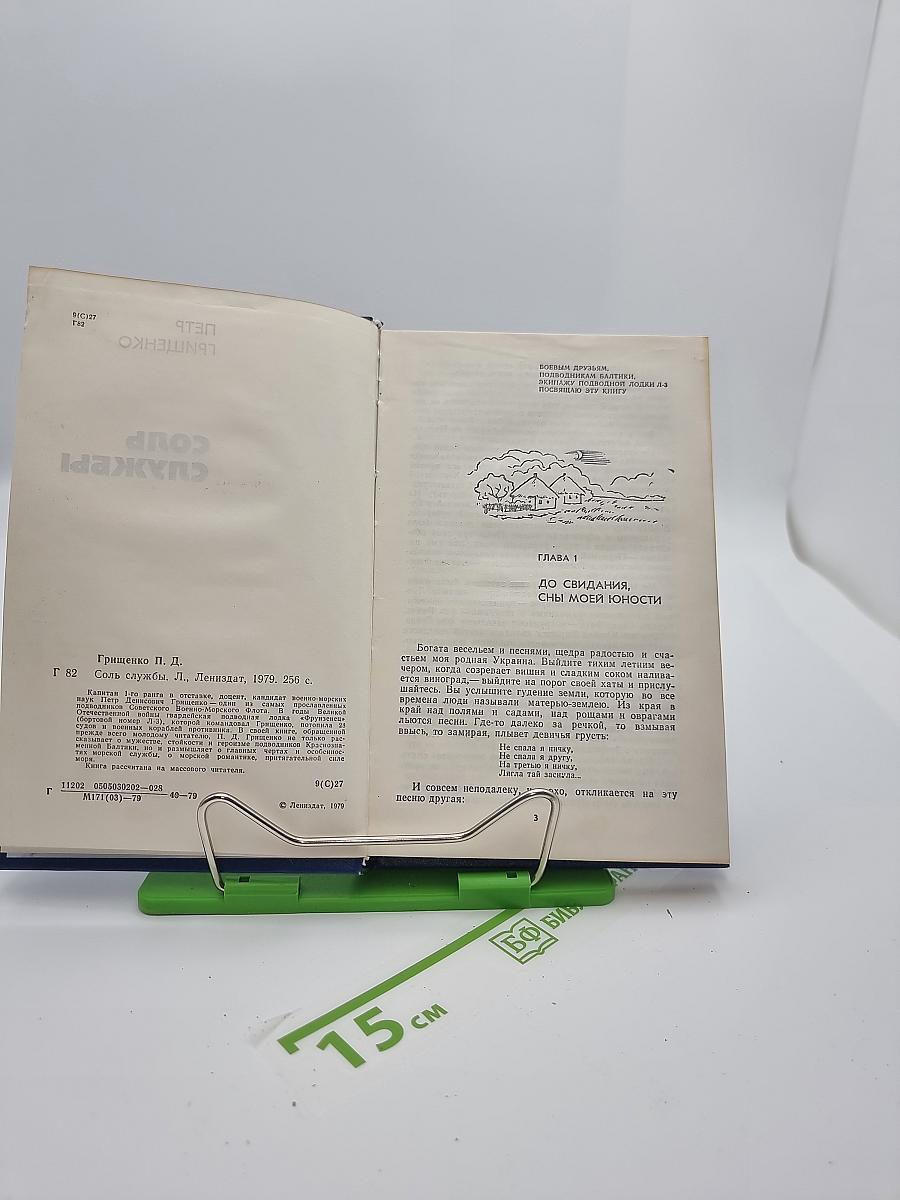 9(С)27
Г82
ПЕТР
ГРИЩЕНКО
СОЛЬ
СЛУЖБЫ
Грищенко П. Д.
Г 82 Соль службы. Л., Лениздат, 1979. 256 с.
Капитан 1-го ранга в отставке, доцент, кандидат военно-морских
наук Петр Денисович Грищенко — один из самых прославленных
подводников Советского Военно-Морского Флота. В годы Великой
Отечественной войны гвардейская подводная лодка «Фрунзенец»
(бортовой номер Л-3), которой командовал Грищенко, потопила 28
судов и военных кораблей противника. В своей книге, обращенной
прежде всего молодому читателю, П. Д. Грищенко не только рас-
сказывает о мужестве, стойкости и героизме подводников Краснозна-
менной Балтики, но и размышляет о главных чертах и особеннос-
тях морской службы, о морской романтике, притягательной силе
моря.
Книга рассчитана на массового читателя.
Г 11202 0505030202—028
М171(03)—79 40—79
9(С)27
© Лениздат, 1979
БОЕВЫМ ДРУЗЬЯМ,
ПОДВОДНИКАМ БАЛТИКИ,
ЭКИПАЖУ ПОДВОДНОЙ ЛОДКИ Л-3
ПОСВЯЩАЮ ЭТУ КНИГУ
ГЛАВА 1
ДО СВИДАНИЯ,
СНЫ МОЕЙ ЮНОСТИ
Богата весельем и песнями, щедра радостью и сча-
стьем моя родная Украина. Выйдите тихим летним ве-
чером, когда созревает вишня и сладким соком налива-
ется виноград,— выйдите на порог своей хаты и прислу-
шайтесь. Вы услышите гудение земли, которую во все
времена люди называли матерью-землею. Из края в
край над полями и садами, над рощами и оврагами
льются песни. Где-то далеко за речкой, то взмывая
ввысь, то замирая, плывет девичья грусть:
Не спала я ничку,
Не спала я другу,
На третью я ничку,
Лягла тай заснула...
И совсем неподалеку, откликается на эту
песню другая:
3
БФ
15 см